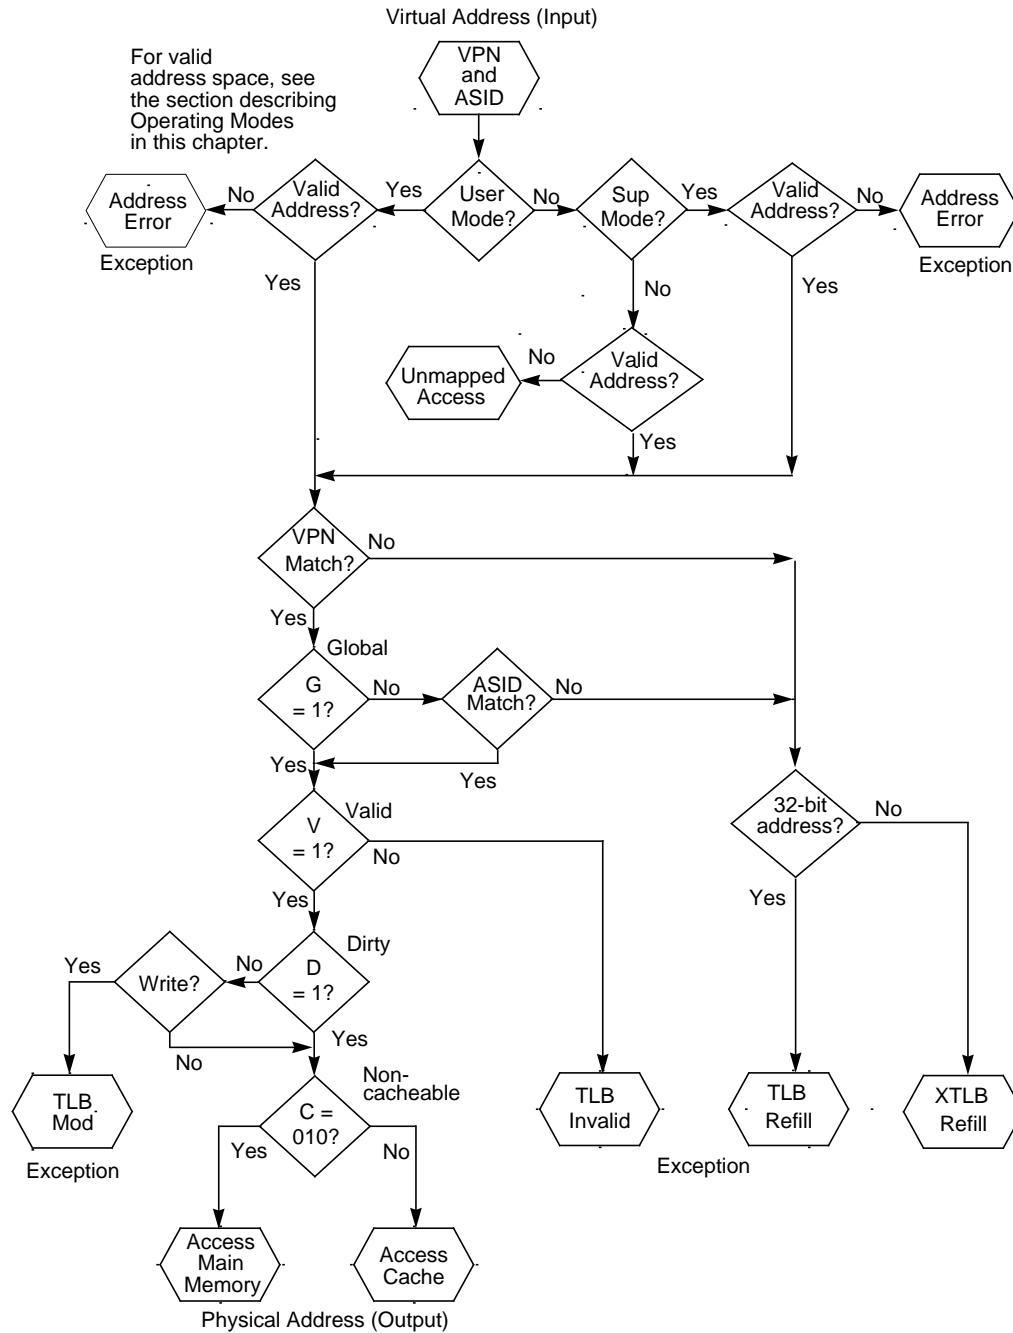 Virtual Address (Input)
VPN
and
ASID
For valid
address space, see
the section describing
Operating Modes
in this chapter.
Address
Error
Exception
No
Valid
Address?
Yes
Yes
User
Mode?
No
Sup
Mode?
Yes
Valid
Address?
No
Address
Error
Exception
Yes
No
Unmapped
Access
No
Valid
Address?
Yes
VPN
Match?
No
Yes
Global
G
= 1?
No
ASID
Match?
No
Yes
Yes
Valid
V
= 1?
No
32-bit
address?
No
Yes
Yes
Dirty
D
= 1?
No
Write?
Yes
No
Yes
Non-
cacheable
C =
010?
Yes
No
TLB
Mod
Exception
TLB
Invalid
TLB
Refill
XTLB
Refill
Exception
Access
Main
Memory
Access
Cache
Physical Address (Output)